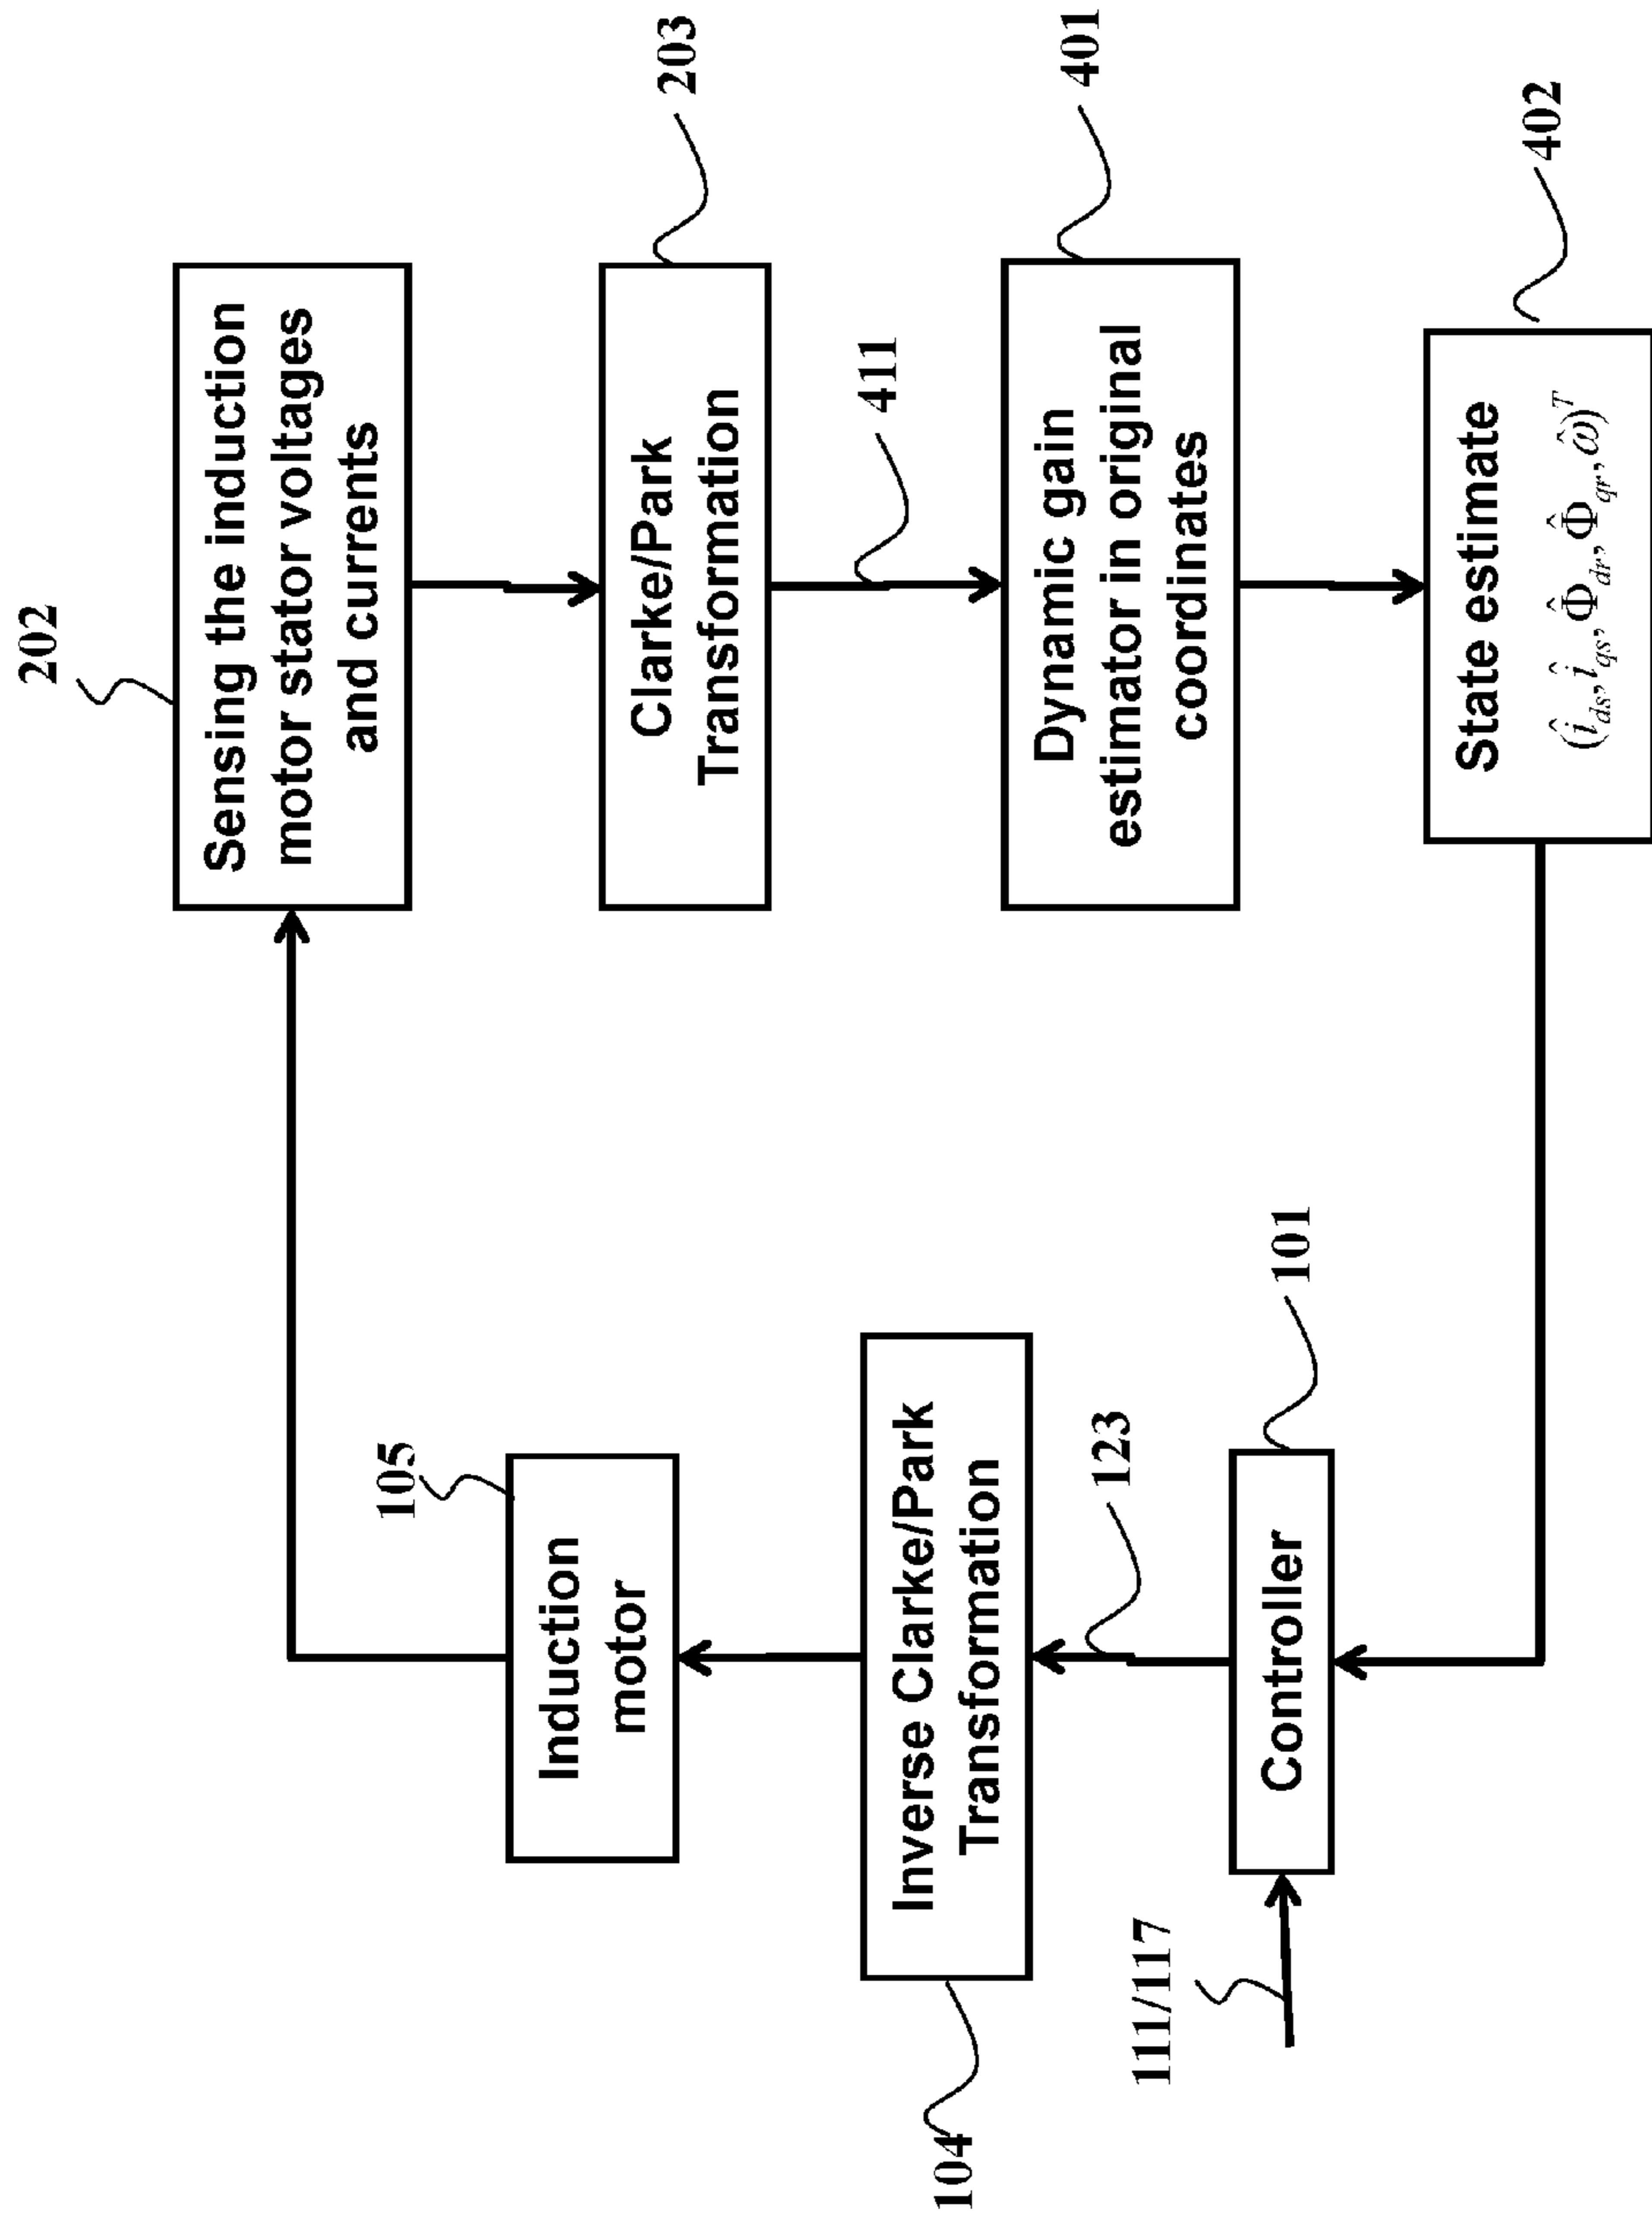 202
Sensing the induction
motor stator voltages
and currents
105
Induction
motor
203
Clarke/Park
Transformation
411
104
Inverse Clarke/Park
Transformation
123
401
Dynamic gain
estimator in original
coordinates
111/117
Controller
101
402
State estimate
(î_ds, î_qs, Φ̂_dr, Φ̂_qr, ω̂)^T